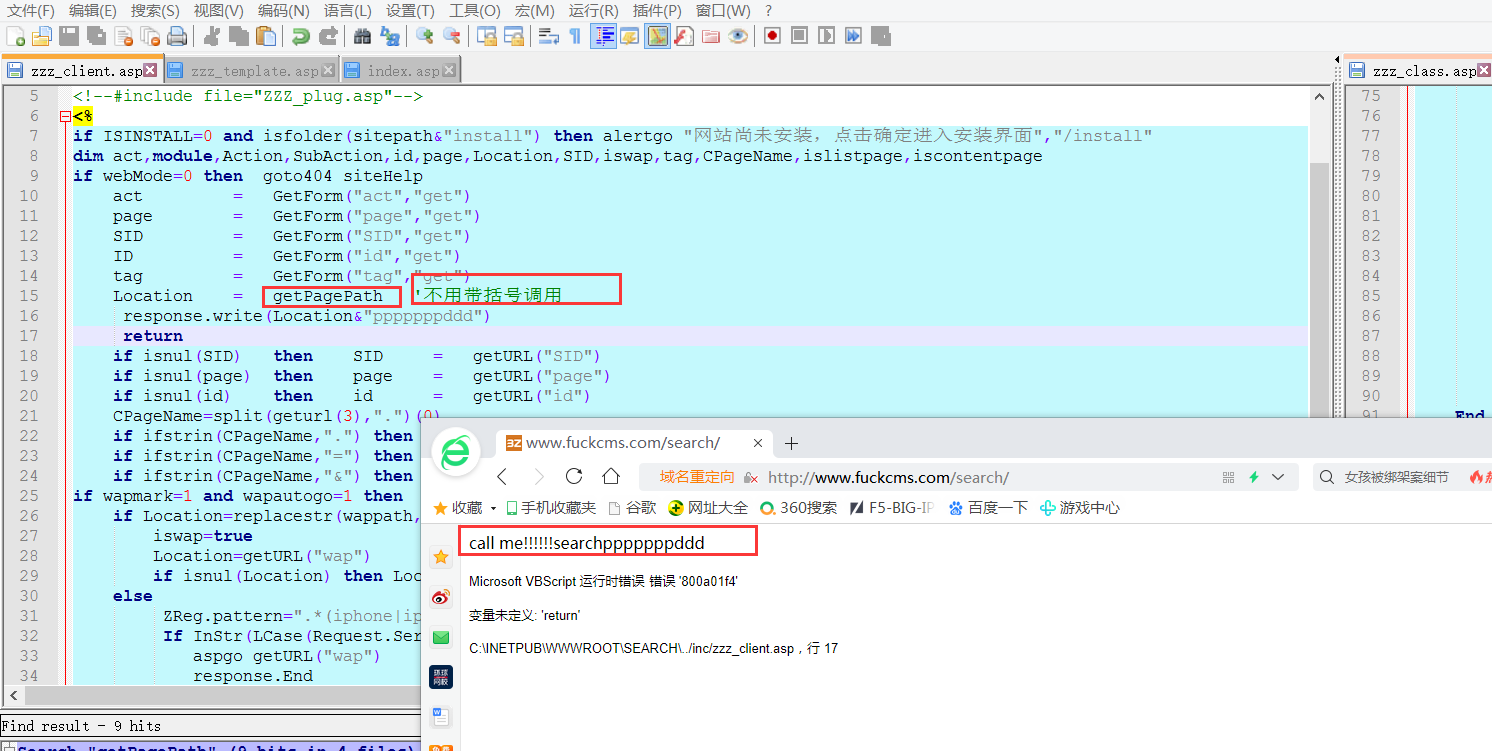 文件(F) 编辑(E) 搜索(S) 视图(V) 编码(N) 语言(L) 设置(T) 工具(O) 宏(M) 运行(R) 插件(P) 窗口(W) ?
zzz_client.asp zzz_template.asp index.asp zzz_class.asp
5 <!--#include file="ZZZ_plug.asp"-->
6 <%
7 if ISINSTALL=0 and isfolder(sitepath&"install") then alertgo "网站尚未安装，点击确定进入安装界面","/install"
8 dim act,module,Action,SubAction,id,page,Location,SID,iswap,tag,CPageName,islistpage,iscontentpage
9 if webMode=0 then goto404 siteHelp
10 act = GetForm("act","get")
11 page = GetForm("page","get")
12 SID = GetForm("SID","get")
13 ID = GetForm("id","get")
14 tag = GetForm("tag","get")
15 Location = getPagePath '不用带括号调用
16 response.write(Location&"pppppppddd")
17 return
18 if isnul(SID) then SID = getURL("SID")
19 if isnul(page) then page = getURL("page")
20 if isnul(id) then id = getURL("id")
21 CPageName=split(geturl(3),".")(0)
22 if ifstrin(CPageName,".") then
23 if ifstrin(CPageName,"=") then
24 if ifstrin(CPageName,"&") then
25 if wapmark=1 and wapautogo=1 then
26 if Location=replacestr(wappath,
27 iswap=true
28 Location=getURL("wap")
29 if isnul(Location) then Loc
30 else
31 ZReg.pattern=".*(iphone|ip
32 If InStr(LCase(Request.Ser
33 aspgo getURL("wap")
34 response.End
75
76
77
78
79
80
81
82
83
84
85
86
87
88
89
90
91 End
Find result - 9 hits
Search "getPagePath" (9 hits in 4 files)
www.fuckcms.com/search/
域名重定向 http://www.fuckcms.com/search/ 女孩被绑架案细节
收藏 手机收藏夹 谷歌 网址大全 360搜索 F5-BIG-IP 百度一下 游戏中心
call me!!!!!!searchpppppppddd
Microsoft VBScript 运行时错误 错误 '800a01f4'
变量未定义: 'return'
C:\INETPUB\WWWROOT\SEARCH\../inc/zzz_client.asp，行 17